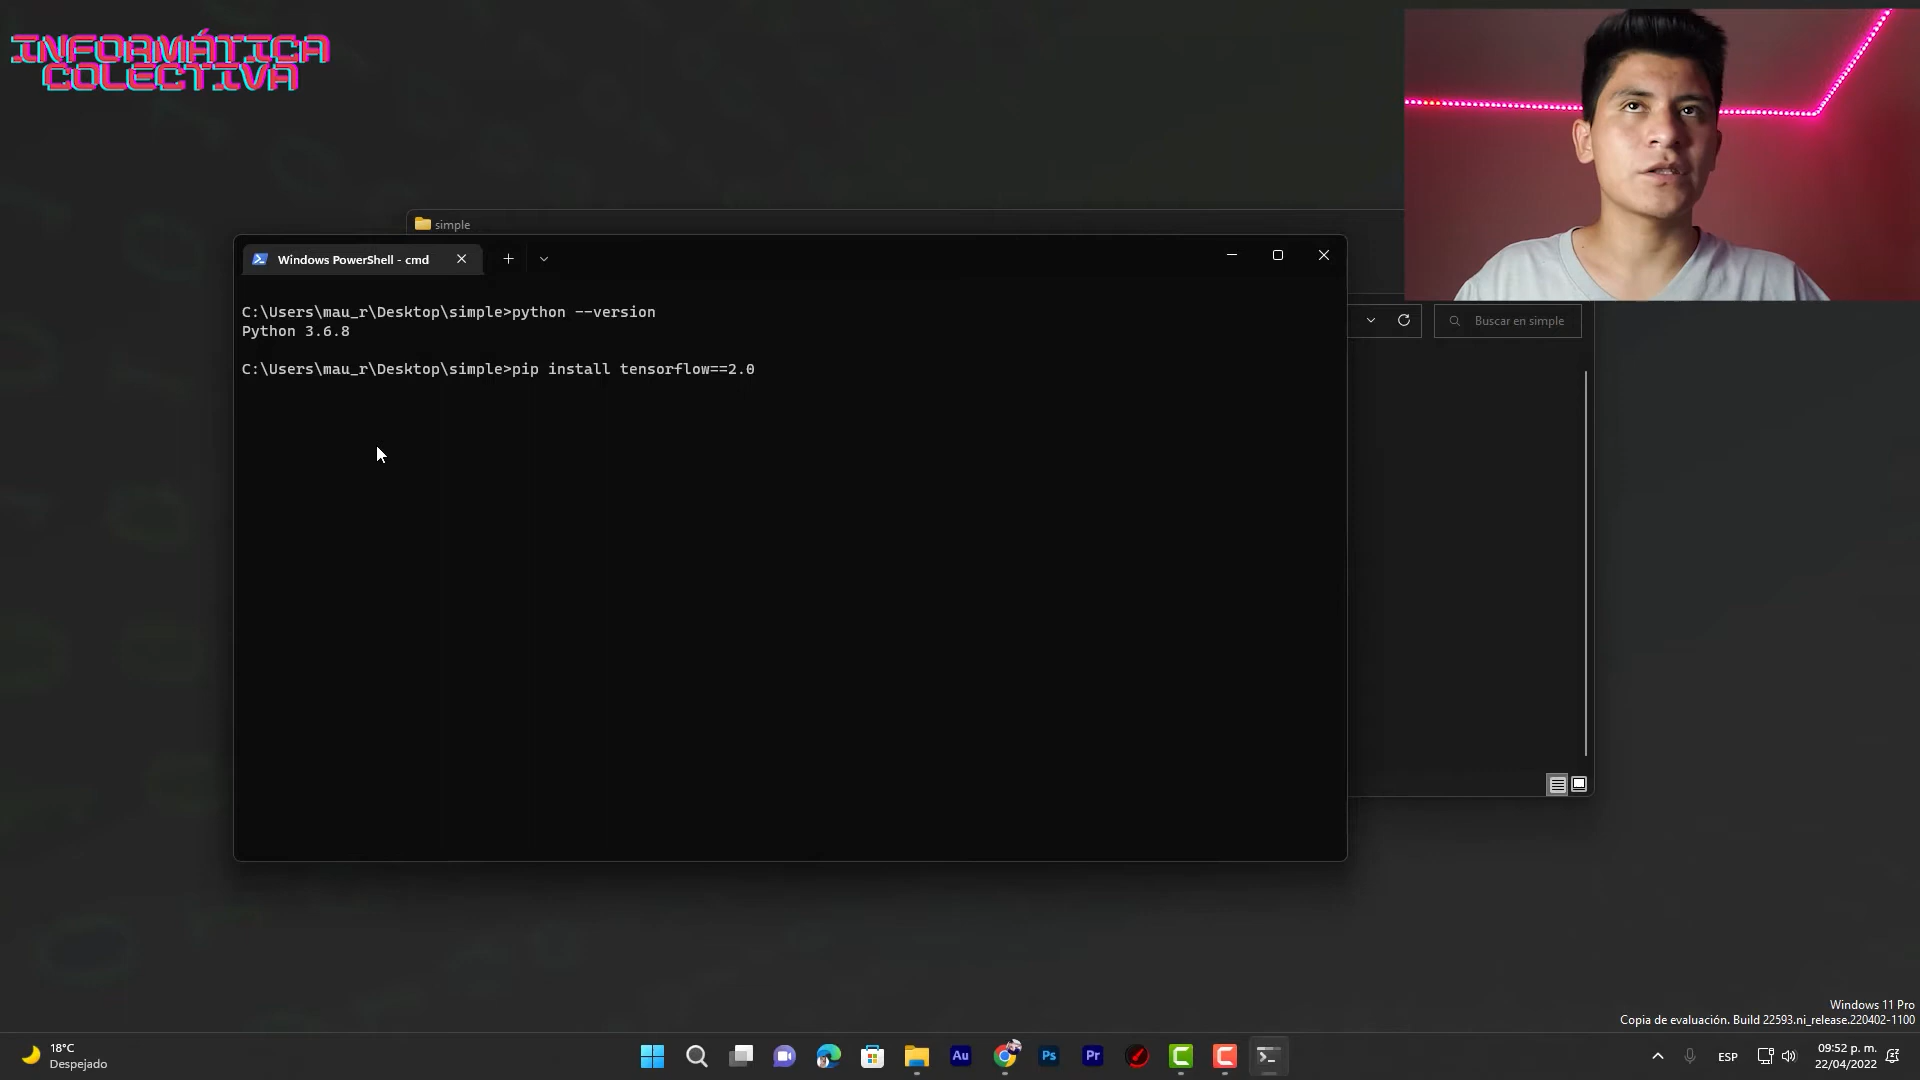 INFORMÁTICA
COLECTIVA
simple
Windows PowerShell - cmd
C:\Users\mau_r\Desktop\simple>python --version
Python 3.6.8
C:\Users\mau_r\Desktop\simple>pip install tensorflow==2.0
Buscar en simple
Windows 11 Pro
Copia de evaluación. Build 22593.ni_release.220402-1100
18°C
Despejado
Au
Ps
Pr
ESP
09:52 p. m.
22/04/2022